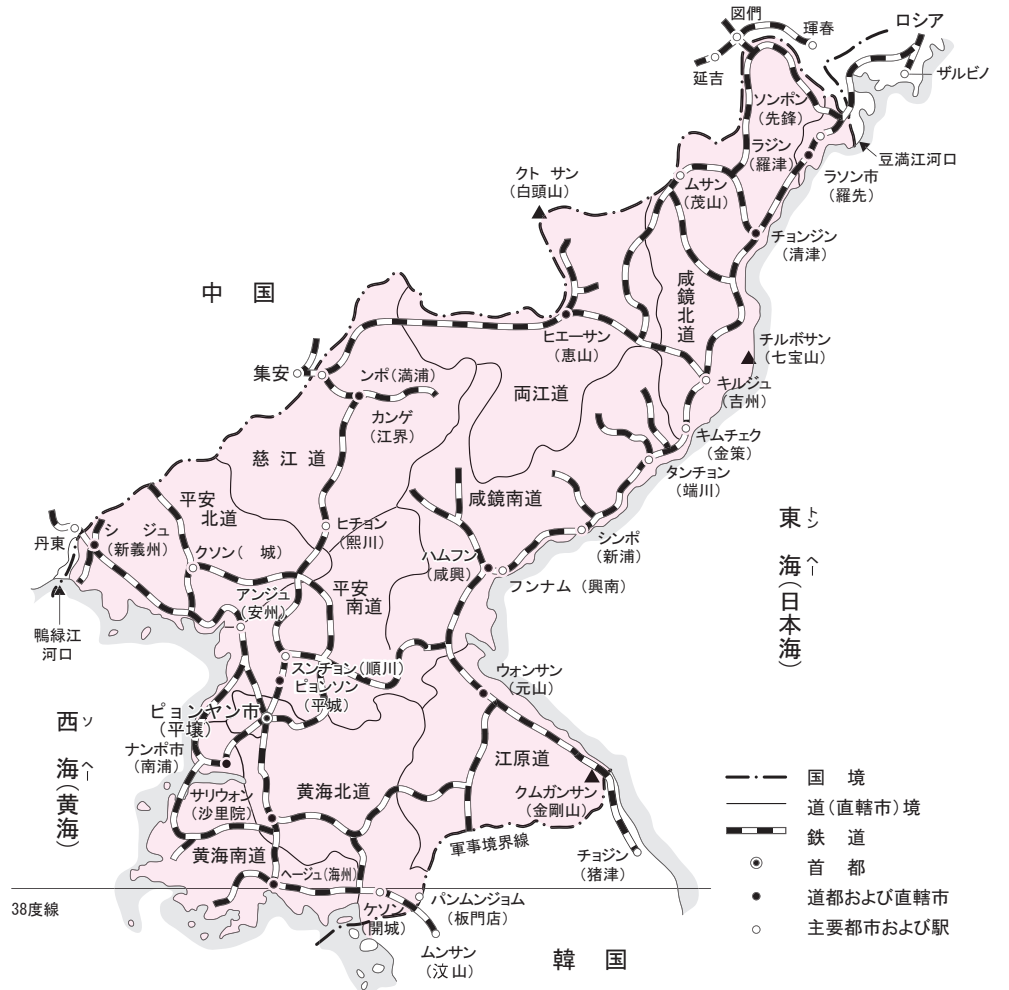 図們
琿春
ロシア
延吉
ザルビノ
ソンポン
(先鋒)
ラジン
(羅津)
豆満江河口
ラソン市
(羅先)
クト サン
(白頭山)
ムサン
(茂山)
チョンジン
(清津)
中 国
咸鏡北道
ヒエーサン
(恵山)
チルボサン
(七宝山)
集安
ンポ(満浦)
両江道
キルジュ
(吉州)
カンゲ
(江界)
キムチェク
(金策)
慈江道
タンチョン
(端川)
平安
北道
咸鏡南道
東 海(日本海)
トン ヘー
シ ジュ
(新義州)
丹東
ヒチョン
(熙川)
シンポ
(新浦)
クソン( 城)
ハムフン
(咸興)
フンナム(興南)
アンジュ
(安州)
平安
南道
鴨緑江
河口
スンチョン(順川)
ピョンソン
(平城)
ウォンサン
(元山)
西 海(黄海)
ソ ヘー
ピョンヤン市
(平壌)
ナンポ市
(南浦)
江原道
サリウォン
(沙里院)
黄海北道
クムガンサン
(金剛山)
軍事境界線
黄海南道
チョジン
(猪津)
ヘージュ(海州)
38度線
ケソン
(開城)
パンムンジョム
(板門店)
ムンサン
(汶山)
韓 国
国 境
道(直轄市)境
鉄 道
首 都
道都および直轄市
主要都市および駅